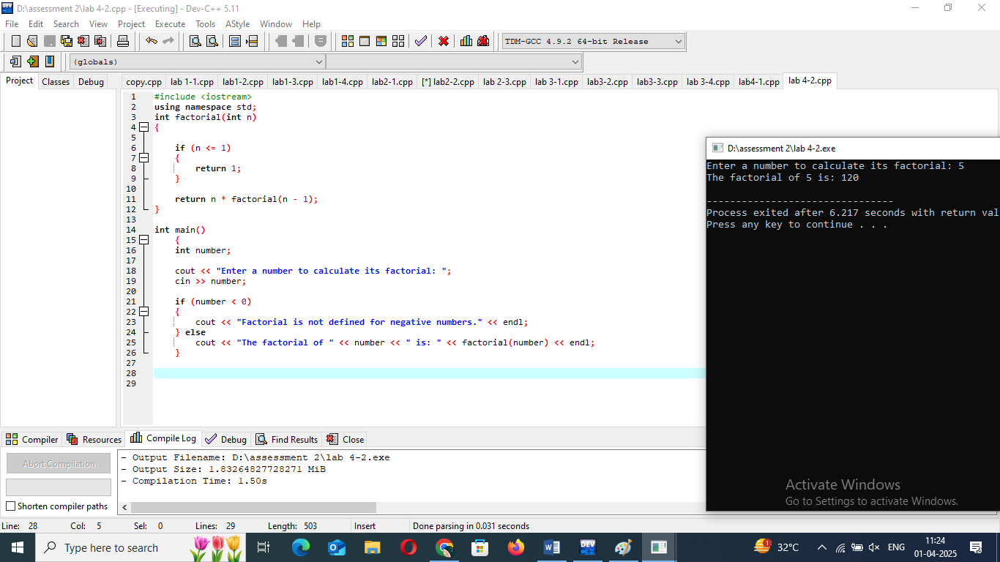 D:\assessment 2\lab 4-2.cpp - [Executing] - Dev-C++ 5.11
File Edit Search View Project Execute Tools AStyle Window Help
TDM-GCC 4.9.2 64-bit Release
(globals)
Project Classes Debug copy.cpp lab 1-1.cpp lab1-2.cpp lab1-3.cpp lab1-4.cpp lab2-1.cpp [*] lab2-2.cpp lab 2-3.cpp lab 3-1.cpp lab3-2.cpp lab3-3.cpp lab 3-4.cpp lab4-1.cpp lab 4-2.cpp
1 #include <iostream>
2 using namespace std;
3 int factorial(int n)
4 {
5
6 if (n <= 1)
7 {
8 return 1;
9 }
10
11 return n * factorial(n - 1);
12 }
13
14 int main()
15 {
16 int number;
17
18 cout << "Enter a number to calculate its factorial: ";
19 cin >> number;
20
21 if (number < 0)
22 {
23 cout << "Factorial is not defined for negative numbers." << endl;
24 } else
25 cout << "The factorial of " << number << " is: " << factorial(number) << endl;
26 }
27
28
29
D:\assessment 2\lab 4-2.exe
Enter a number to calculate its factorial: 5
The factorial of 5 is: 120
--------------------------------
Process exited after 6.217 seconds with return val
Press any key to continue . . .
Compiler Resources Compile Log Debug Find Results Close
Abort Compilation
Shorten compiler paths
- Output Filename: D:\assessment 2\lab 4-2.exe
- Output Size: 1.83264827728271 MiB
- Compilation Time: 1.50s
Activate Windows
Go to Settings to activate Windows.
Line: 28 Col: 5 Sel: 0 Lines: 29 Length: 503 Insert Done parsing in 0.031 seconds
Type here to search
DEV
1
32°C
ENG
11:24
01-04-2025